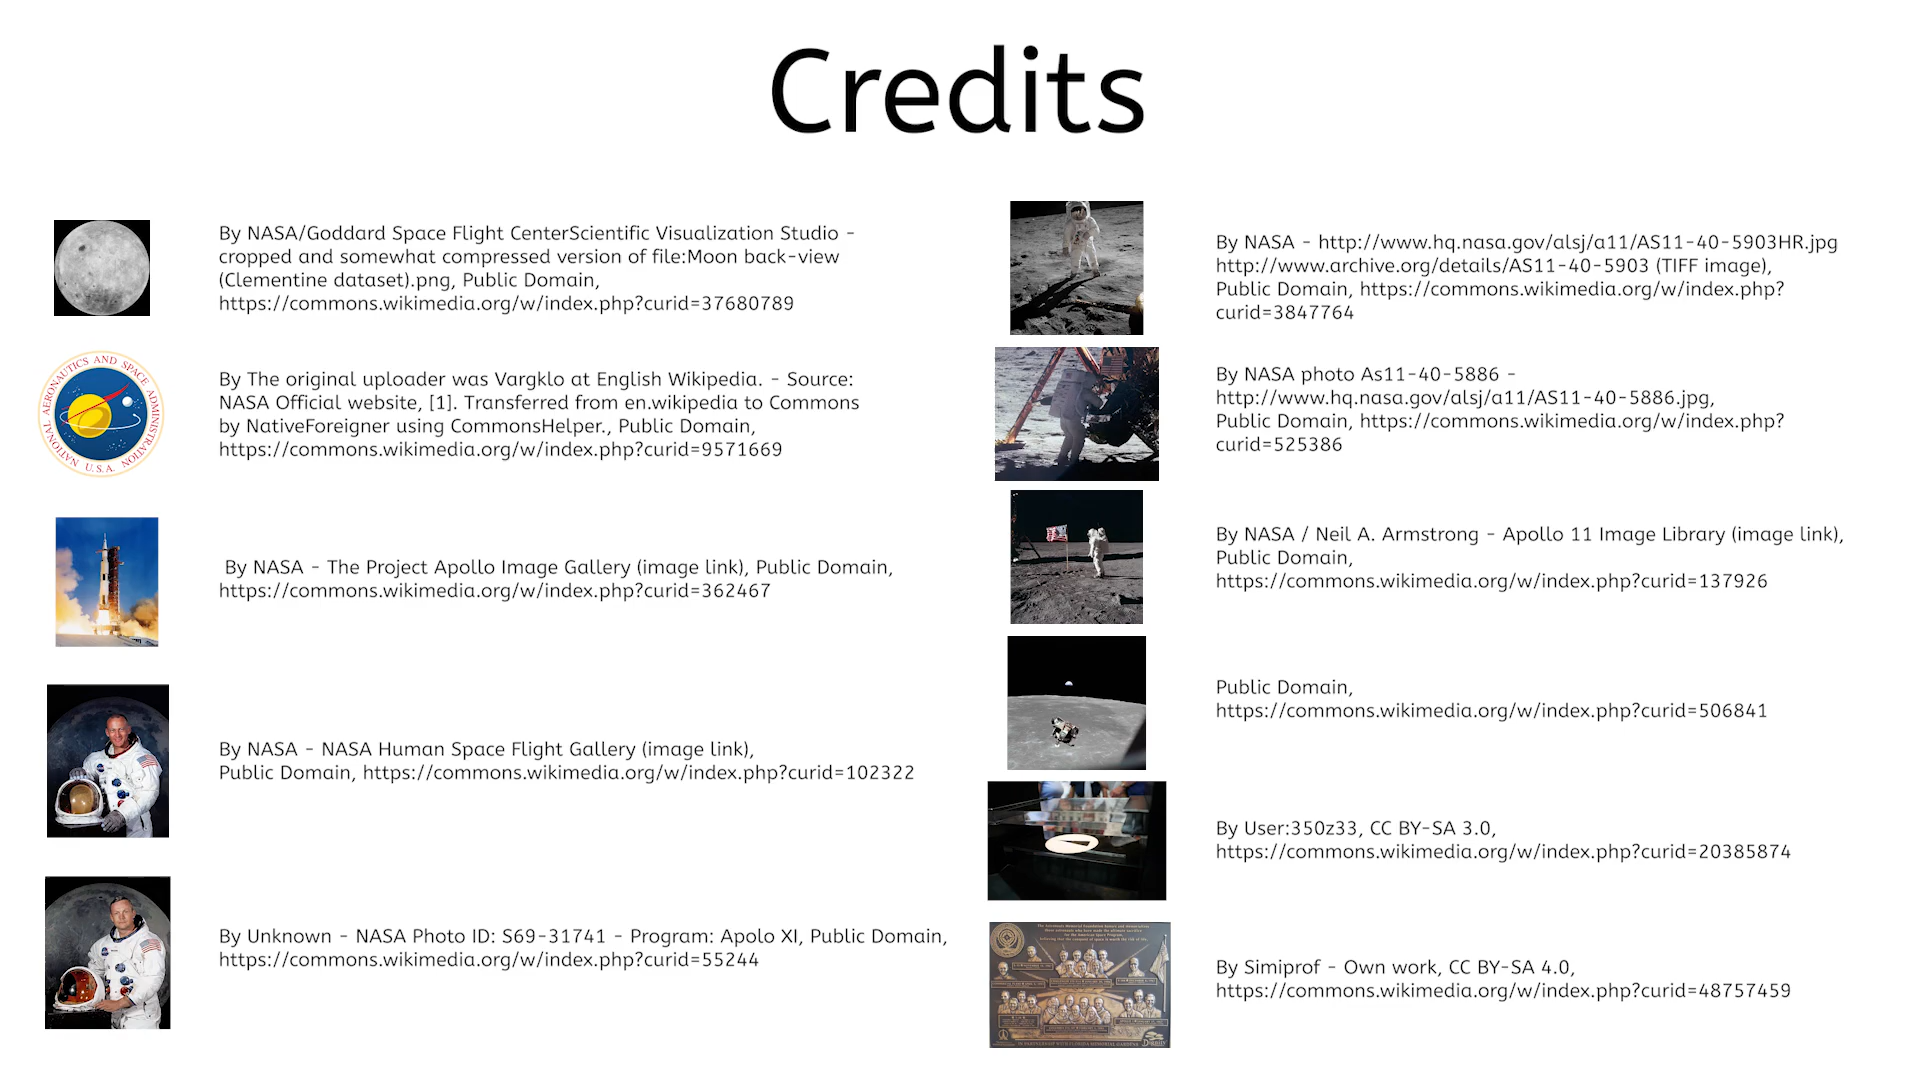 Credits
By NASA/Goddard Space Flight CenterScientific Visualization Studio -
cropped and somewhat compressed version of file:Moon back-view
(Clementine dataset).png, Public Domain,
https://commons.wikimedia.org/w/index.php?curid=37680789
NATIONAL AERONAUTICS AND SPACE ADMINISTRATION
U.S.A.
By The original uploader was Vargklo at English Wikipedia. - Source:
NASA Official website, [1]. Transferred from en.wikipedia to Commons
by NativeForeigner using CommonsHelper., Public Domain,
https://commons.wikimedia.org/w/index.php?curid=9571669
By NASA - The Project Apollo Image Gallery (image link), Public Domain,
https://commons.wikimedia.org/w/index.php?curid=362467
By NASA - NASA Human Space Flight Gallery (image link),
Public Domain, https://commons.wikimedia.org/w/index.php?curid=102322
By Unknown - NASA Photo ID: S69-31741 - Program: Apolo XI, Public Domain,
https://commons.wikimedia.org/w/index.php?curid=55244
By NASA - http://www.hq.nasa.gov/alsj/a11/AS11-40-5903HR.jpg
http://www.archive.org/details/AS11-40-5903 (TIFF image),
Public Domain, https://commons.wikimedia.org/w/index.php?
curid=3847764
By NASA photo As11-40-5886 -
http://www.hq.nasa.gov/alsj/a11/AS11-40-5886.jpg,
Public Domain, https://commons.wikimedia.org/w/index.php?
curid=525386
By NASA / Neil A. Armstrong - Apollo 11 Image Library (image link),
Public Domain,
https://commons.wikimedia.org/w/index.php?curid=137926
Public Domain,
https://commons.wikimedia.org/w/index.php?curid=506841
By User:350z33, CC BY-SA 3.0,
https://commons.wikimedia.org/w/index.php?curid=20385874
By Simiprof - Own work, CC BY-SA 4.0,
https://commons.wikimedia.org/w/index.php?curid=48757459